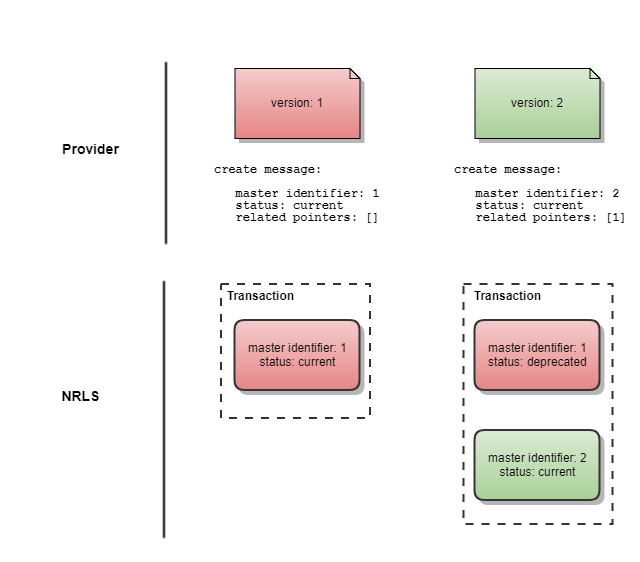 version: 1
version: 2
Provider
create message:
master identifier: 1
status: current
related pointers: []
create message:
master identifier: 2
status: current
related pointers: [1]
NRLS
Transaction
master identifier: 1
status: current
Transaction
master identifier: 1
status: deprecated
master identifier: 2
status: current